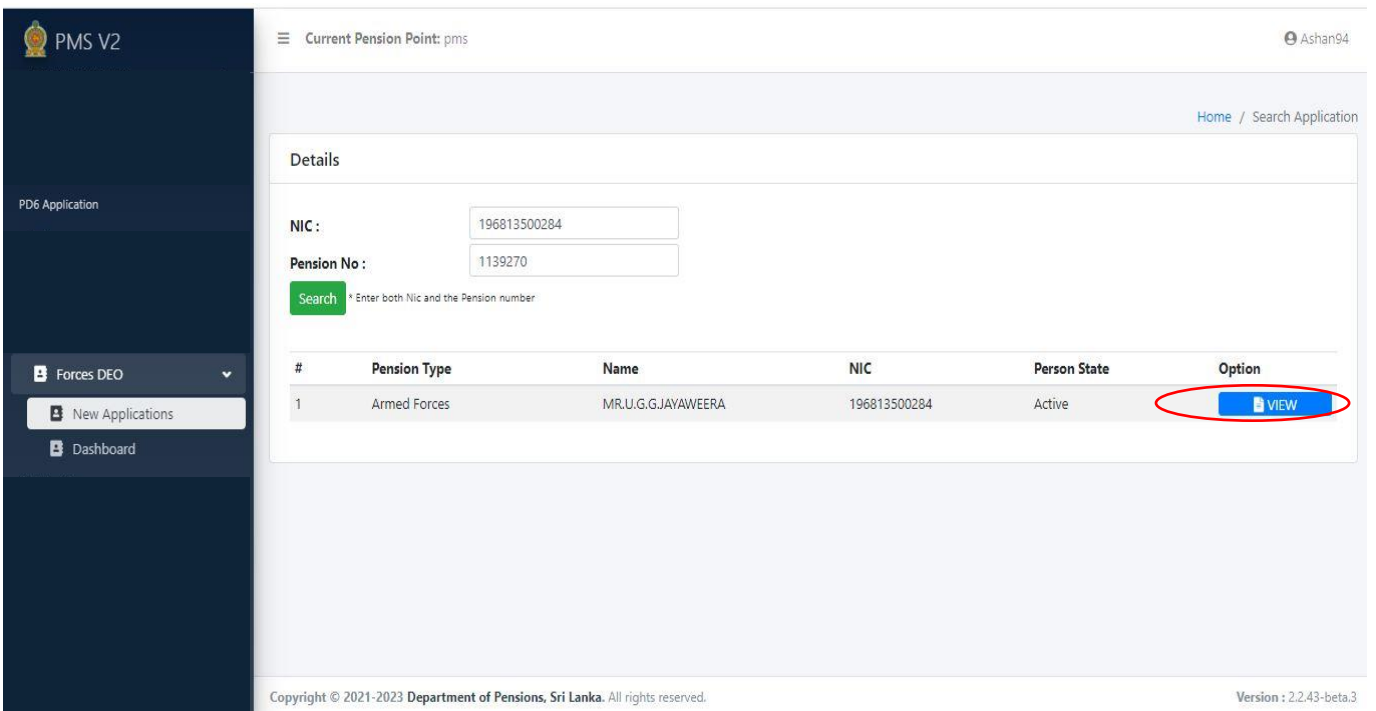 PMS V2
Current Pension Point: pms
Ashan94
Home / Search Application
PD6 Application
Forces DEO
New Applications
Dashboard
Details
NIC : 196813500284
Pension No : 1139270
Search * Enter both Nic and the Pension number
# Pension Type Name NIC Person State Option
1 Armed Forces MR.U.G.G.JAYAWEERA 196813500284 Active VIEW
Copyright © 2021-2023 Department of Pensions, Sri Lanka. All rights reserved.
Version : 2.2.43-beta.3